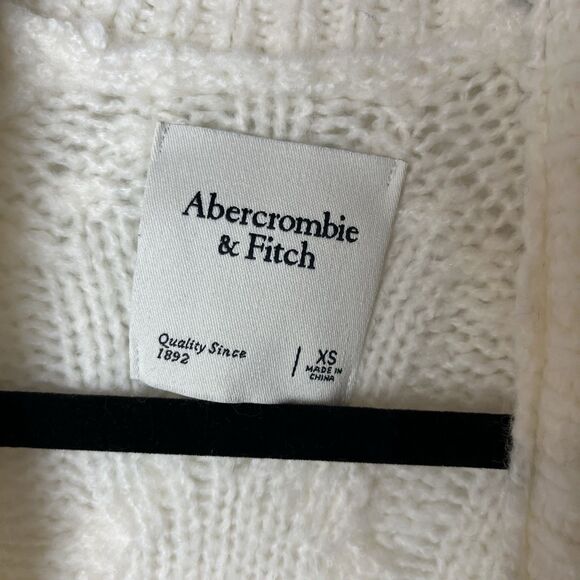 Abercrombie
& Fitch
Quality Since
1892
XS
MADE IN
CHINA